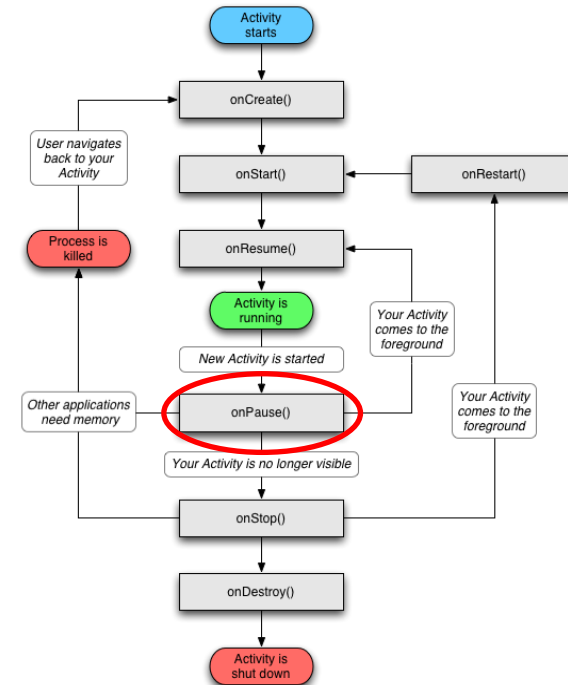 Activity
starts
onCreate()
User navigates
back to your
Activity
onStart()
onRestart()
Process is
killed
onResume()
Activity is
running
Your Activity
comes to the
foreground
New Activity is started
Other applications
need memory
onPause()
Your Activity
comes to the
foreground
Your Activity is no longer visible
onStop()
onDestroy()
Activity is
shut down